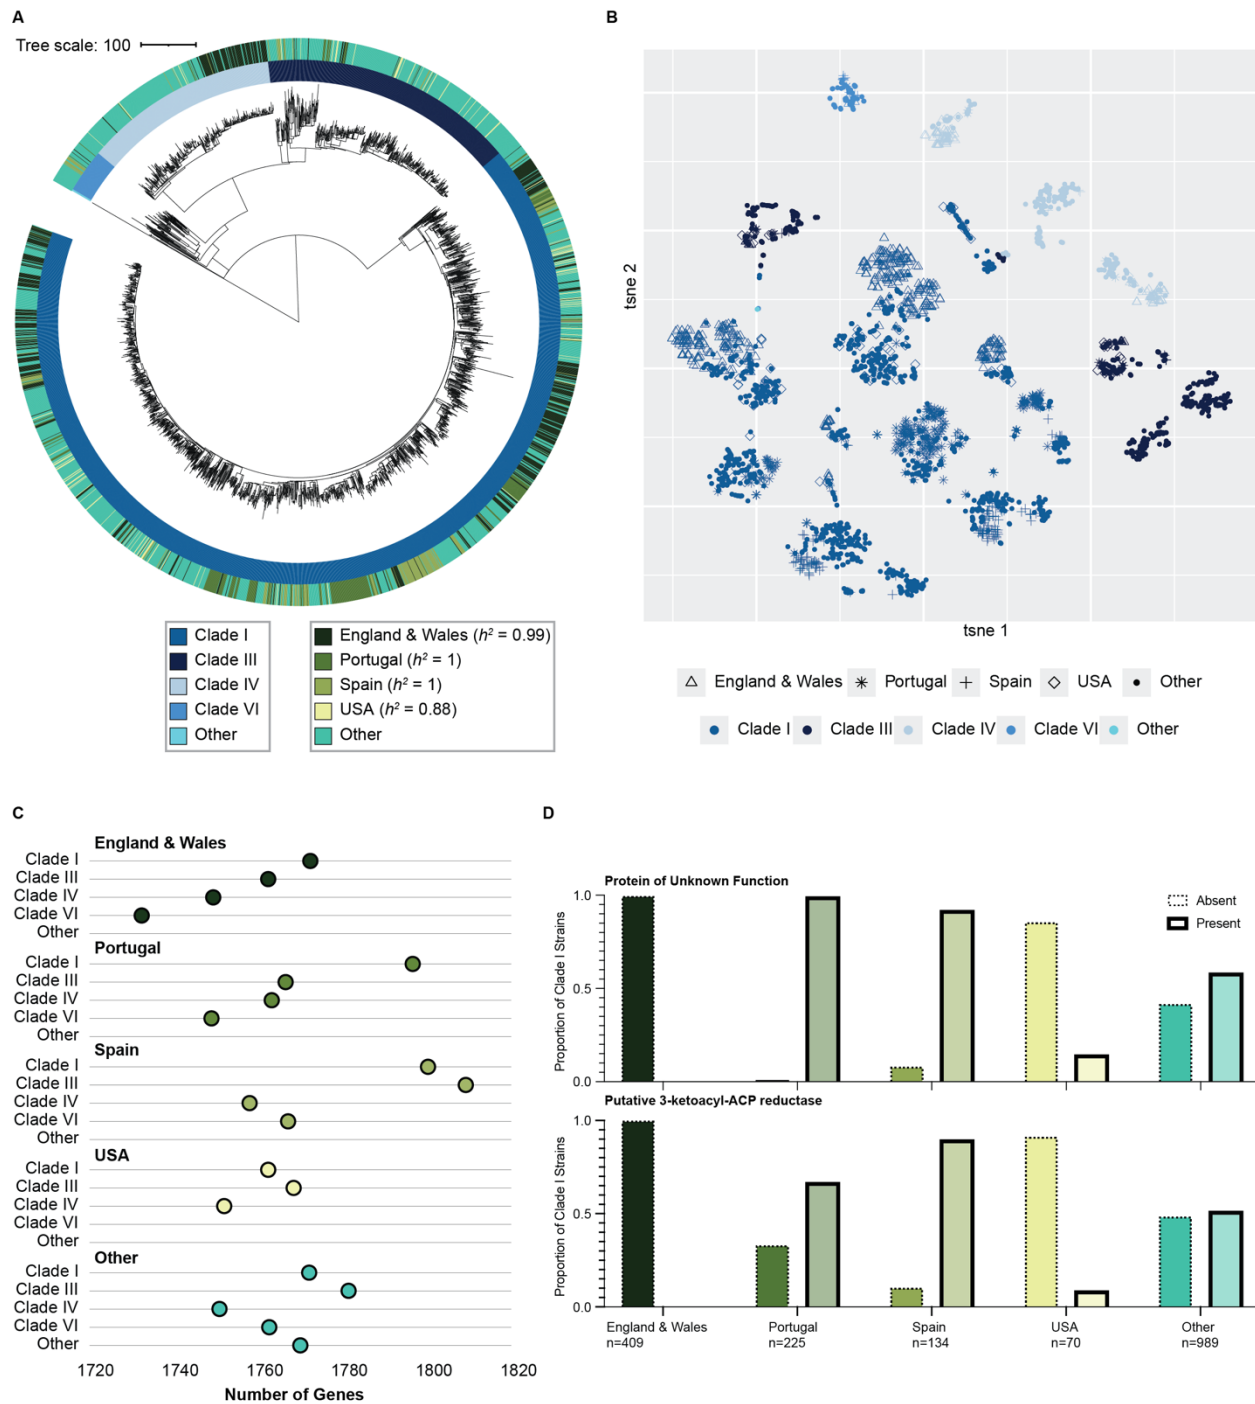 A
Tree scale: 100
Clade I
Clade III
Clade IV
Clade VI
Other
England & Wales (h² = 0.99)
Portugal (h² = 1)
Spain (h² = 1)
USA (h² = 0.88)
Other
B
tsne 2
tsne 1
England & Wales Portugal Spain USA Other
Clade I Clade III Clade IV Clade VI Other
C
England & Wales
Clade I
Clade III
Clade IV
Clade VI
Other
Portugal
Clade I
Clade III
Clade IV
Clade VI
Other
Spain
Clade I
Clade III
Clade IV
Clade VI
Other
USA
Clade I
Clade III
Clade IV
Clade VI
Other
Other
Clade I
Clade III
Clade IV
Clade VI
Other
1720 1740 1760 1780 1800 1820
Number of Genes
D
Protein of Unknown Function
Absent
Present
1.0
0.5
0.0
Proportion of Clade I Strains
Putative 3-ketoacyl-ACP reductase
1.0
0.5
0.0
Proportion of Clade I Strains
England & Wales Portugal Spain USA Other
n=409 n=225 n=134 n=70 n=989